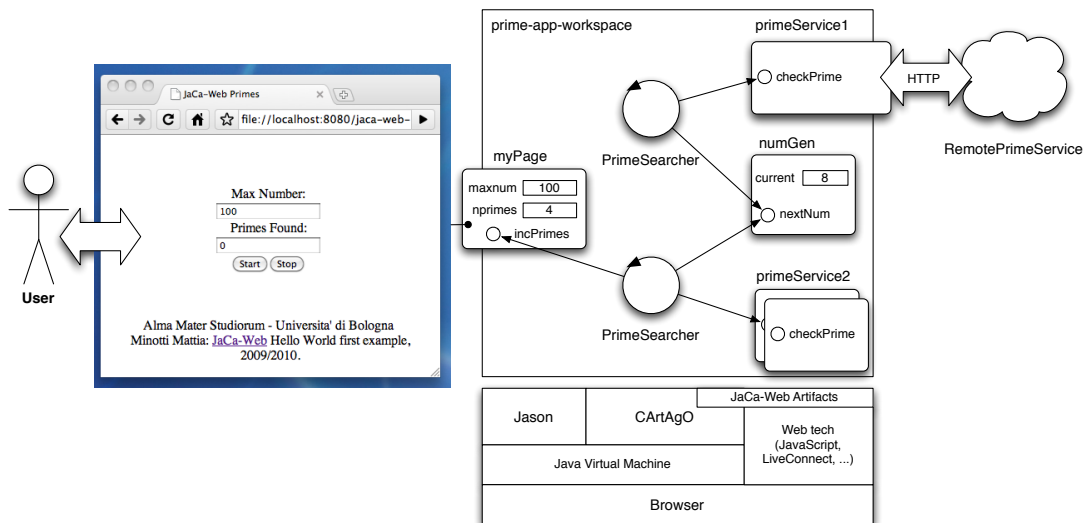 prime-app-workspace
primeService1
checkPrime
HTTP
RemotePrimeService
PrimeSearcher
numGen
current 8
nextNum
myPage
maxnum 100
nprimes 4
incPrimes
PrimeSearcher
primeService2
checkPrime
JaCa-Web Primes
file://localhost:8080/jaca-web-
Max Number:
100
Primes Found:
0
Start Stop
Alma Mater Studiorum - Universita' di Bologna
Minotti Mattia: JaCa-Web Hello World first example,
2009/2010.
User
JaCa-Web Artifacts
Jason
CArtAgO
Web tech
(JavaScript,
LiveConnect, ...)
Java Virtual Machine
Browser